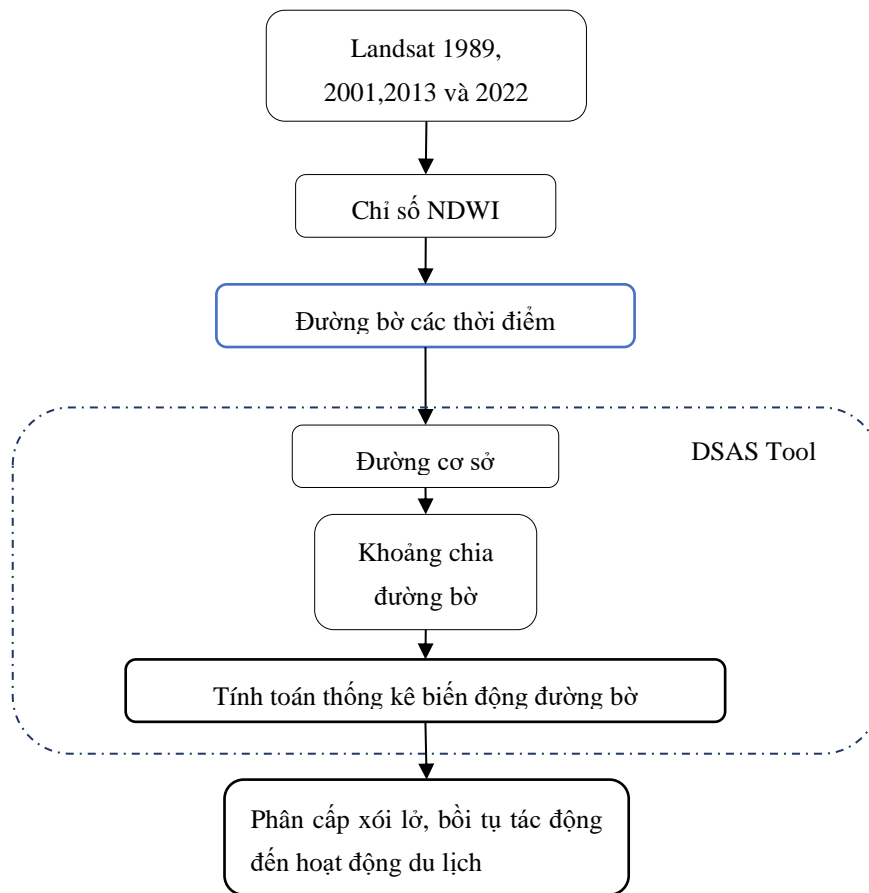 Landsat 1989,
2001,2013 và 2022
Chỉ số NDWI
Đường bờ các thời điểm
Đường cơ sở
DSAS Tool
Khoảng chia
đường bờ
Tính toán thống kê biến động đường bờ
Phân cấp xói lở, bồi tụ tác động
đến hoạt động du lịch